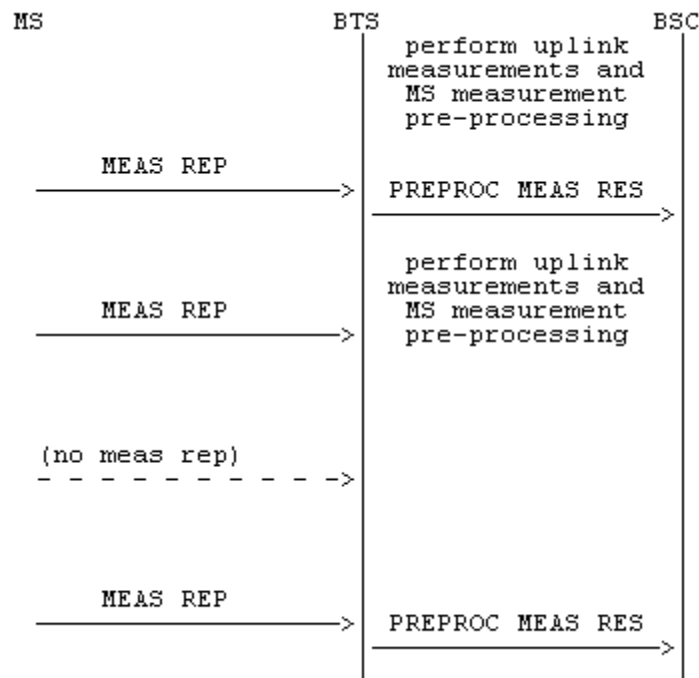 MS BTS BSC
perform uplink
measurements and
MS measurement
pre-processing
MEAS REP
PREPROC MEAS RES
perform uplink
measurements and
MS measurement
pre-processing
MEAS REP
(no meas rep)
MEAS REP
PREPROC MEAS RES